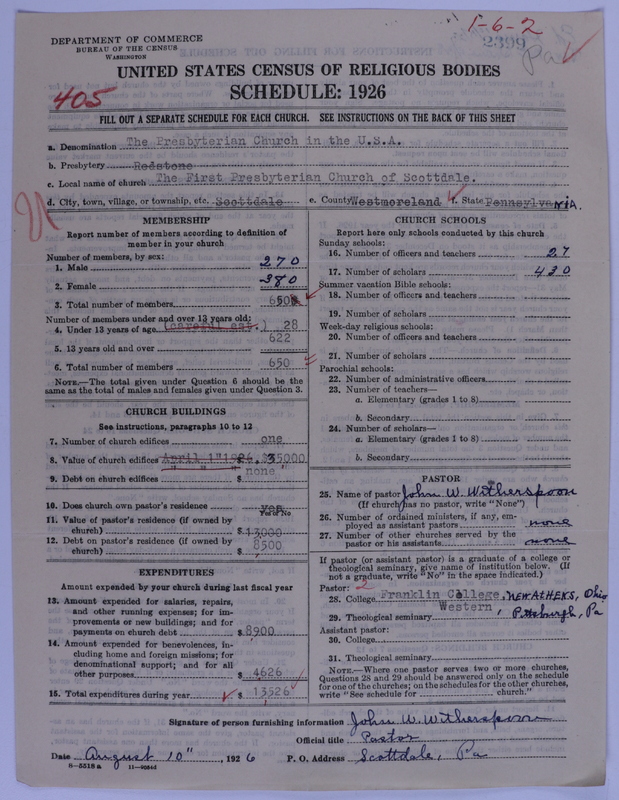 1-6-2
2399
Pa
DEPARTMENT OF COMMERCE
BUREAU OF THE CENSUS
WASHINGTON
UNITED STATES CENSUS OF RELIGIOUS BODIES
SCHEDULE: 1926
405
FILL OUT A SEPARATE SCHEDULE FOR EACH CHURCH. SEE INSTRUCTIONS ON THE BACK OF THIS SHEET
a. Denomination The Presbyterian Church in the U.S.A.
b. Presbytery Redstone
c. Local name of church The First Presbyterian Church of Scottdale.
d. City, town, village, or township, etc. Scottdale e. County Westmoreland f. State Pennsylvania.
MEMBERSHIP
Report number of members according to definition of
member in your church
Number of members, by sex:
1. Male 270
2. Female 380
3. Total number of members 650
Number of members under and over 13 years old:
4. Under 13 years of age (careful est.) 28
5. 13 years old and over 622
6. Total number of members 650
NOTE.—The total given under Question 6 should be the
same as the total of males and females given under Question 3.
CHURCH BUILDINGS
See instructions, paragraphs 10 to 12
7. Number of church edifices one
8. Value of church edifices April 1"1926 $ 35000
9. Debt on church edifices " " " $ none"
10. Does church own pastor's residence yes
Yes or No
11. Value of pastor's residence (if owned by
church) $ 13000
12. Debt on pastor's residence (if owned by
church) $ 8500
EXPENDITURES
Amount expended by your church during last fiscal year
13. Amount expended for salaries, repairs,
and other running expenses; for im-
provements or new buildings; and for
payments on church debt $ 8900
14. Amount expended for benevolences, in-
cluding home and foreign missions; for
denominational support; and for all
other purposes $ 4626
15. Total expenditures during year $ 13526
CHURCH SCHOOLS
Report here only schools conducted by this church
Sunday schools:
16. Number of officers and teachers 27
17. Number of scholars 430
Summer vacation Bible schools:
18. Number of officers and teachers
19. Number of scholars
Week-day religious schools:
20. Number of officers and teachers
21. Number of scholars
Parochial schools:
22. Number of administrative officers
23. Number of teachers—
a. Elementary (grades 1 to 8)
b. Secondary
24. Number of scholars—
a. Elementary (grades 1 to 8)
b. Secondary
PASTOR
25. Name of pastor John W. Witherspoon
(If church has no pastor, write "None")
26. Number of ordained ministers, if any, em-
ployed as assistant pastors none
27. Number of other churches served by the
pastor or his assistants none
If pastor (or assistant pastor) is a graduate of a college or
theological seminary, give name of institution below. (If
not a graduate, write "No" in the space indicated.)
Pastor: 2
28. College Franklin College, NEW ATHENS, Ohio
29. Theological seminary Western, Pittsburgh, Pa
Assistant pastor:
30. College
31. Theological seminary
NOTE.—Where one pastor serves two or more churches,
Questions 28 and 29 should be answered only on the schedule
for one of the churches; on the schedules for the other churches,
write "See schedule for church."
Signature of person furnishing information John W. Witherspoon
Official title Pastor
Date August 10", 1926 P. O. Address Scottdale, Pa
8-5518 a